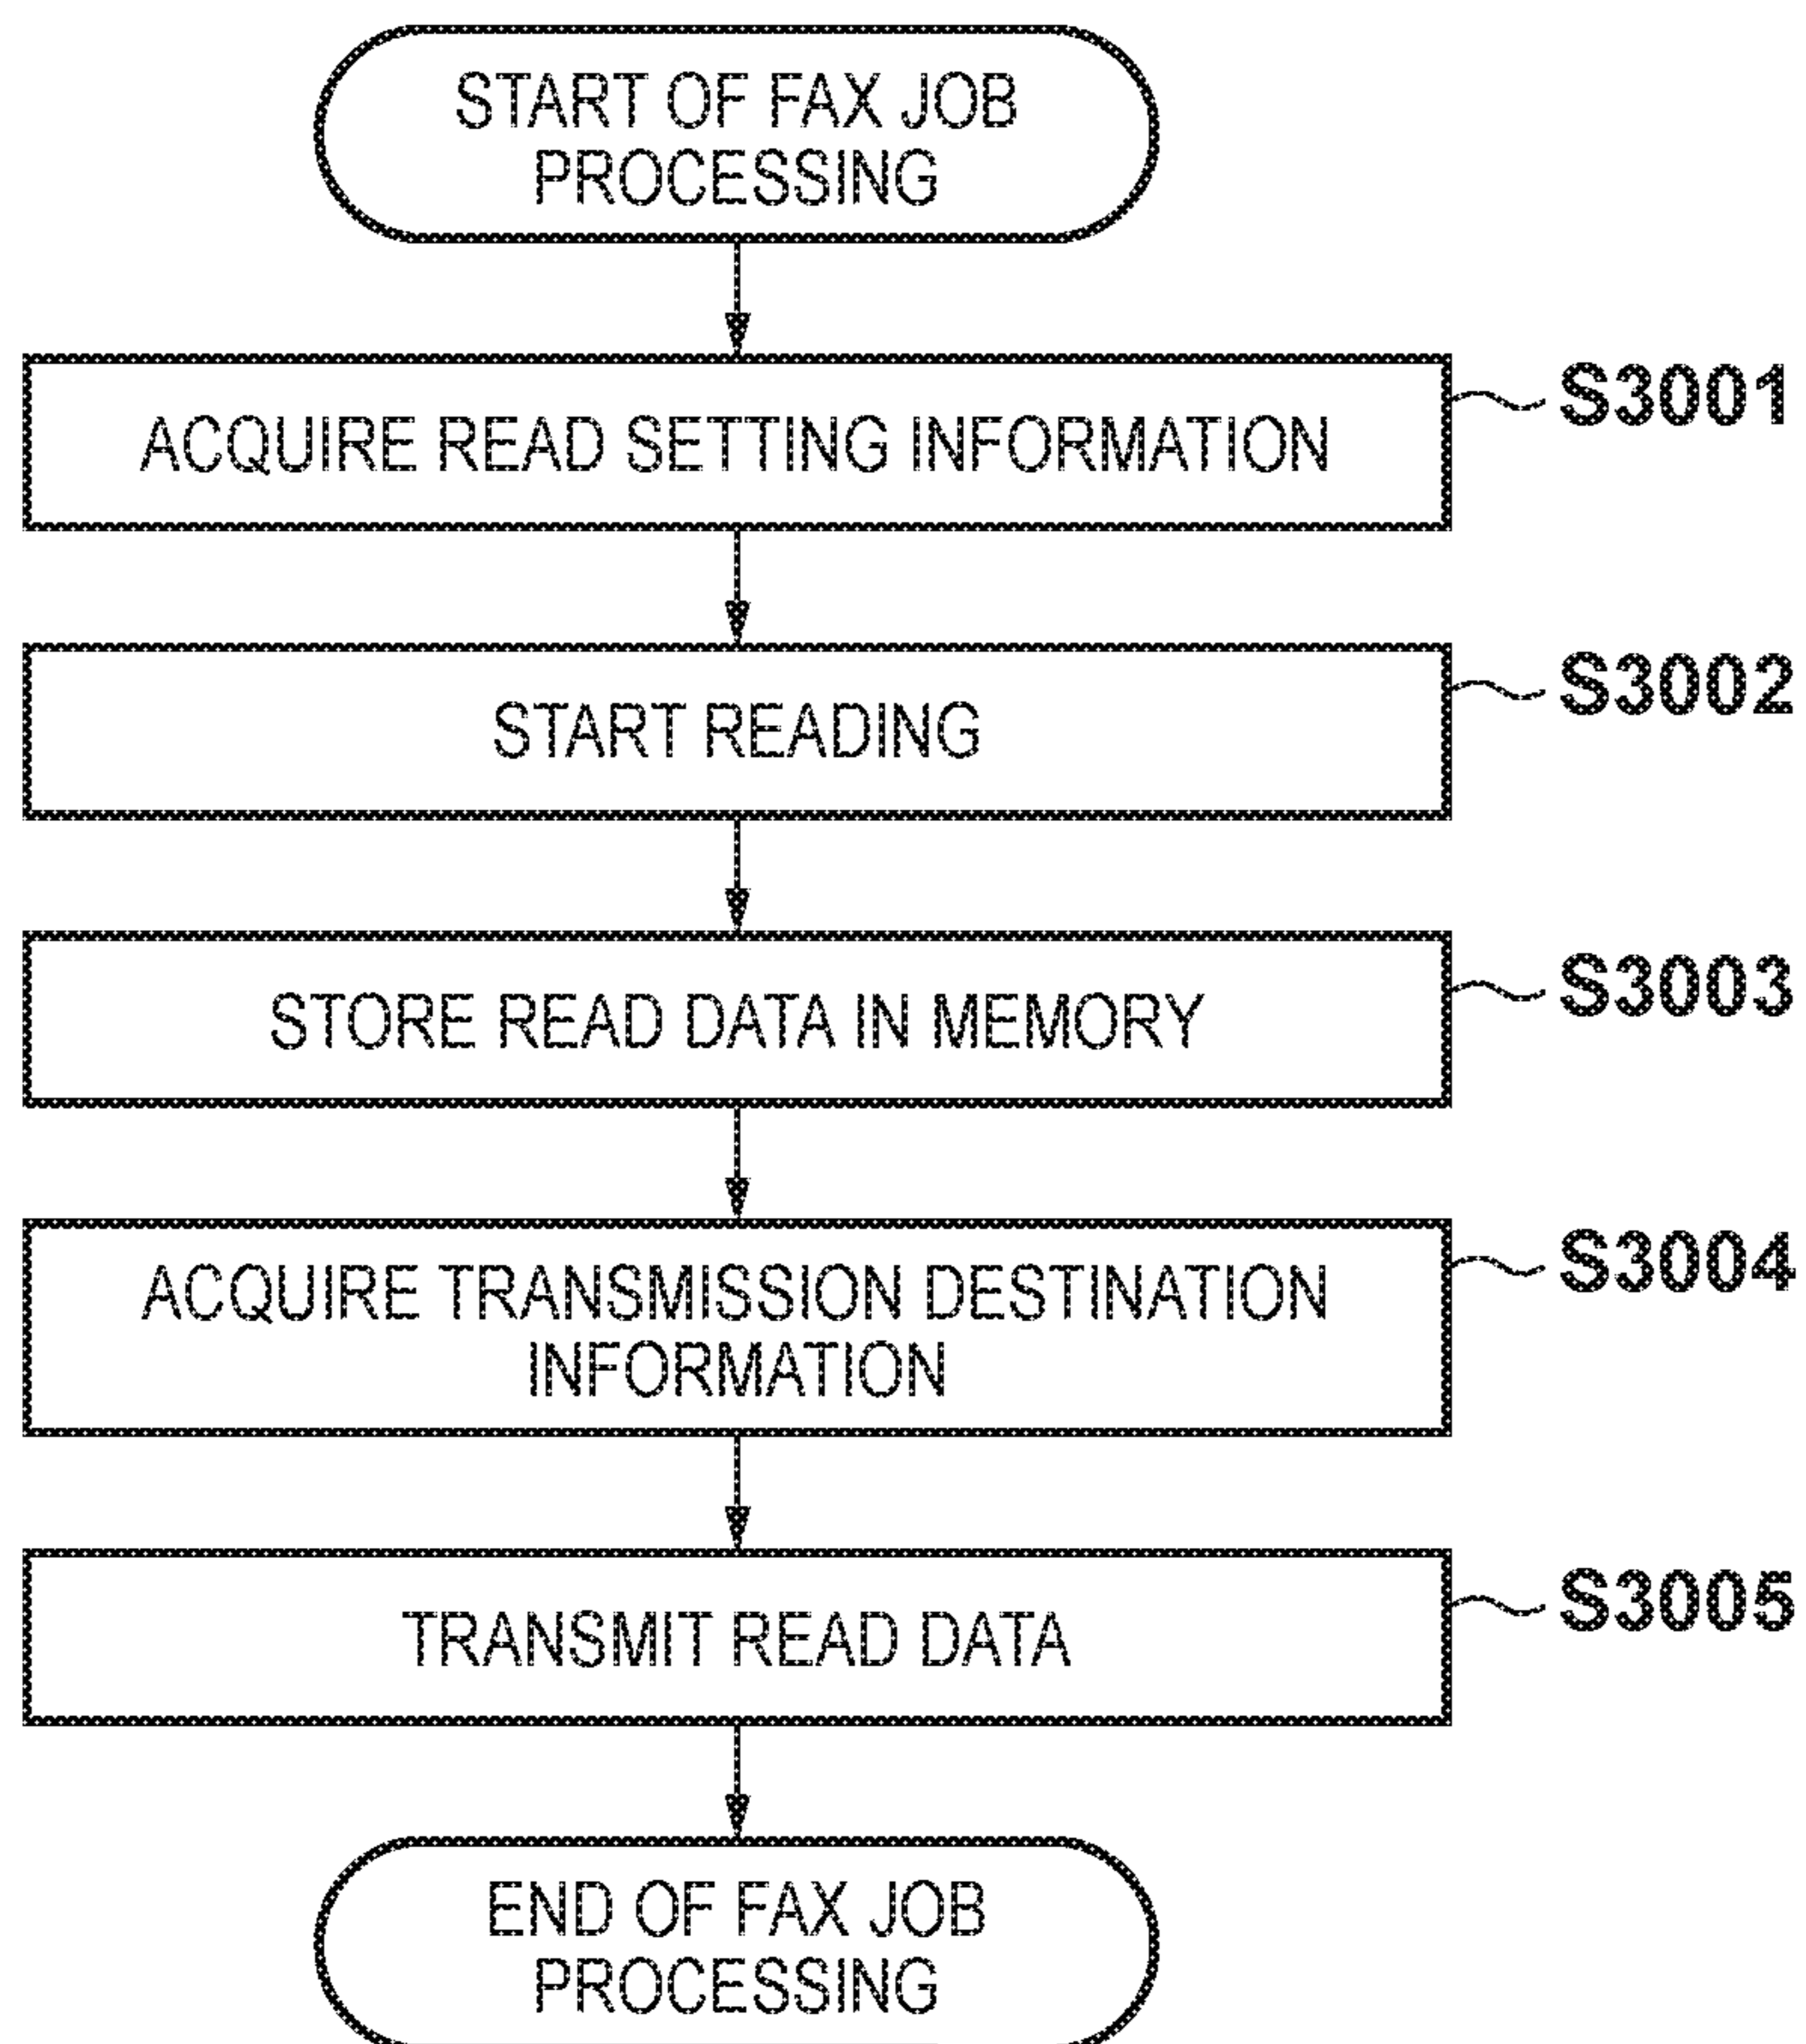 START OF FAX JOB
PROCESSING
ACQUIRE READ SETTING INFORMATION
S3001
START READING
S3002
STORE READ DATA IN MEMORY
S3003
ACQUIRE TRANSMISSION DESTINATION
INFORMATION
S3004
TRANSMIT READ DATA
S3005
END OF FAX JOB
PROCESSING